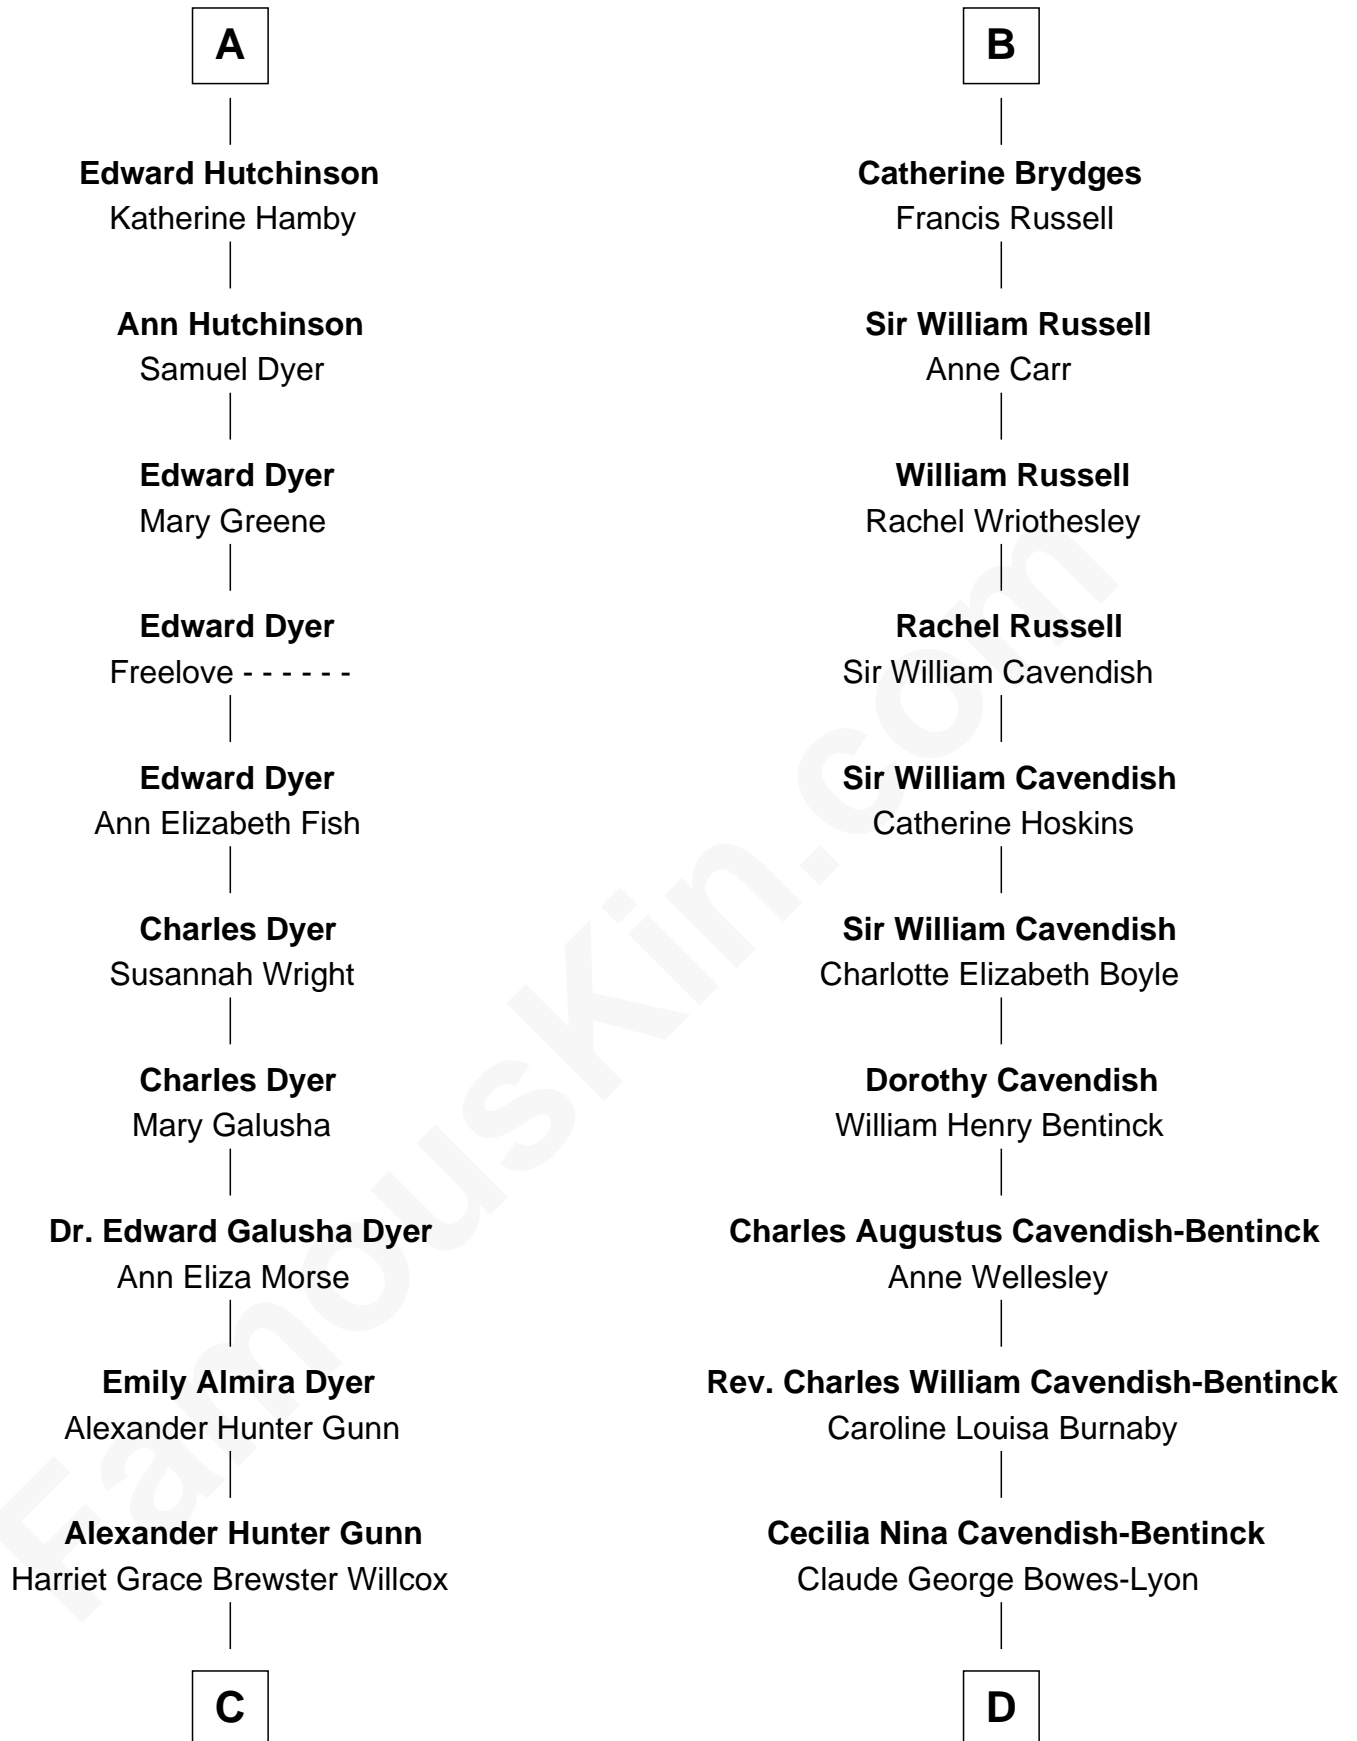 A
Edward Hutchinson
Katherine Hamby
Ann Hutchinson
Samuel Dyer
Edward Dyer
Mary Greene
Edward Dyer
Freelove - - - - - -
Edward Dyer
Ann Elizabeth Fish
Charles Dyer
Susannah Wright
Charles Dyer
Mary Galusha
Dr. Edward Galusha Dyer
Ann Eliza Morse
Emily Almira Dyer
Alexander Hunter Gunn
Alexander Hunter Gunn
Harriet Grace Brewster Willcox
C
B
Catherine Brydges
Francis Russell
Sir William Russell
Anne Carr
William Russell
Rachel Wriothesley
Rachel Russell
Sir William Cavendish
Sir William Cavendish
Catherine Hoskins
Sir William Cavendish
Charlotte Elizabeth Boyle
Dorothy Cavendish
William Henry Bentinck
Charles Augustus Cavendish-Bentinck
Anne Wellesley
Rev. Charles William Cavendish-Bentinck
Caroline Louisa Burnaby
Cecilia Nina Cavendish-Bentinck
Claude George Bowes-Lyon
D
FamousKin.com